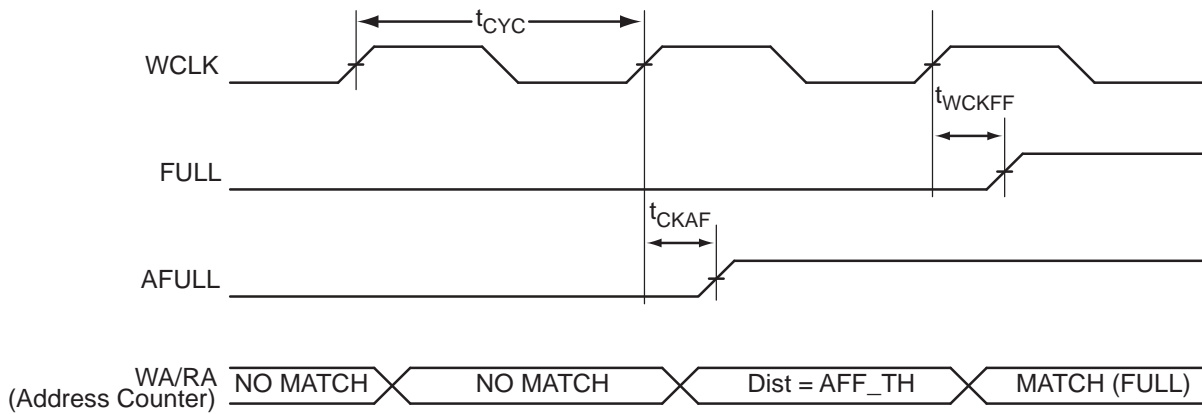 tCYC
WCLK
tWCKFF
FULL
tCKAF
AFULL
WA/RA
(Address Counter)
NO MATCH
NO MATCH
Dist = AFF_TH
MATCH (FULL)